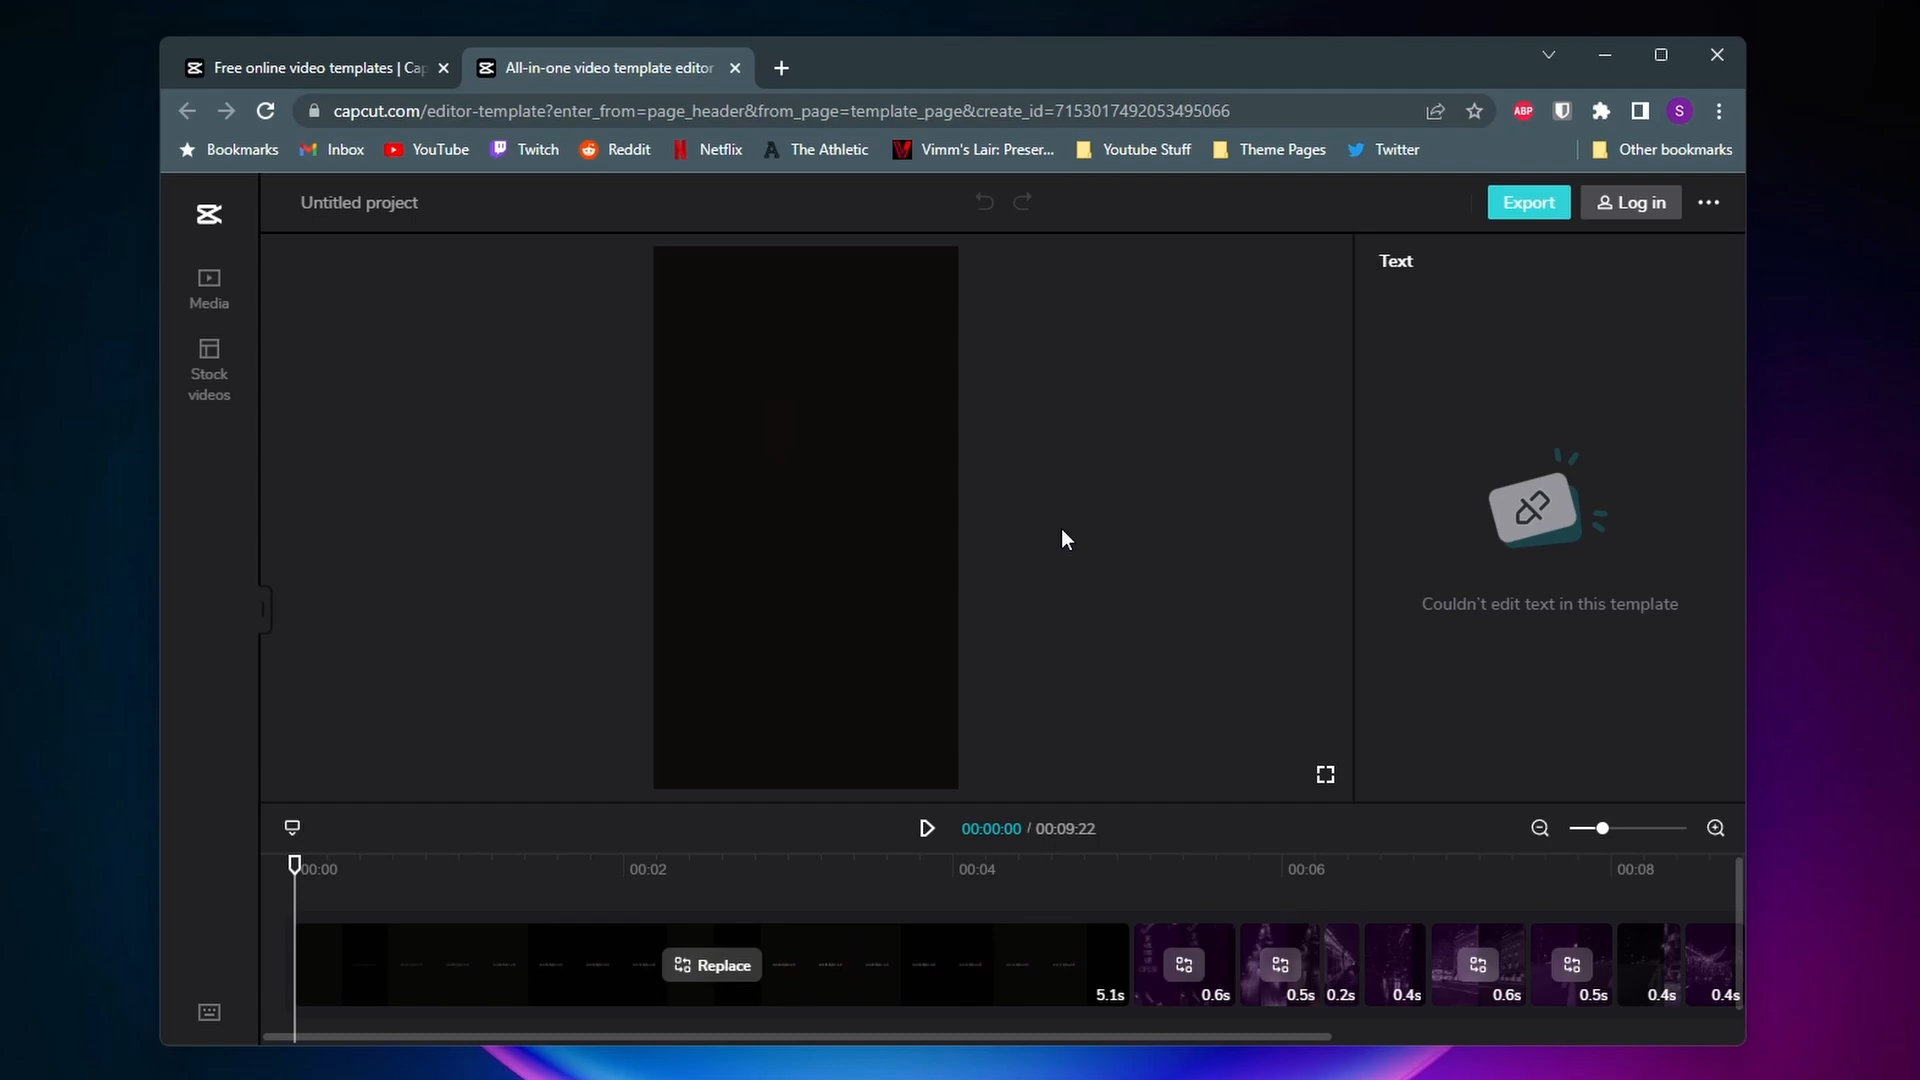 Free online video templates | Cap
All-in-one video template editor
capcut.com/editor-template?enter_from=page_header&from_page=template_page&create_id=7153017492053495066
ABP
S
Bookmarks
Inbox
YouTube
Twitch
Reddit
Netflix
The Athletic
Vimm's Lair: Preser...
Youtube Stuff
Theme Pages
Twitter
Other bookmarks
Untitled project
Export
Log in
Media
Stock
videos
Text
Couldn't edit text in this template
00:00:00 / 00:09:22
00:00
00:02
00:04
00:06
00:08
Replace
5.1s
0.6s
0.5s
0.2s
0.4s
0.6s
0.5s
0.4s
0.4s